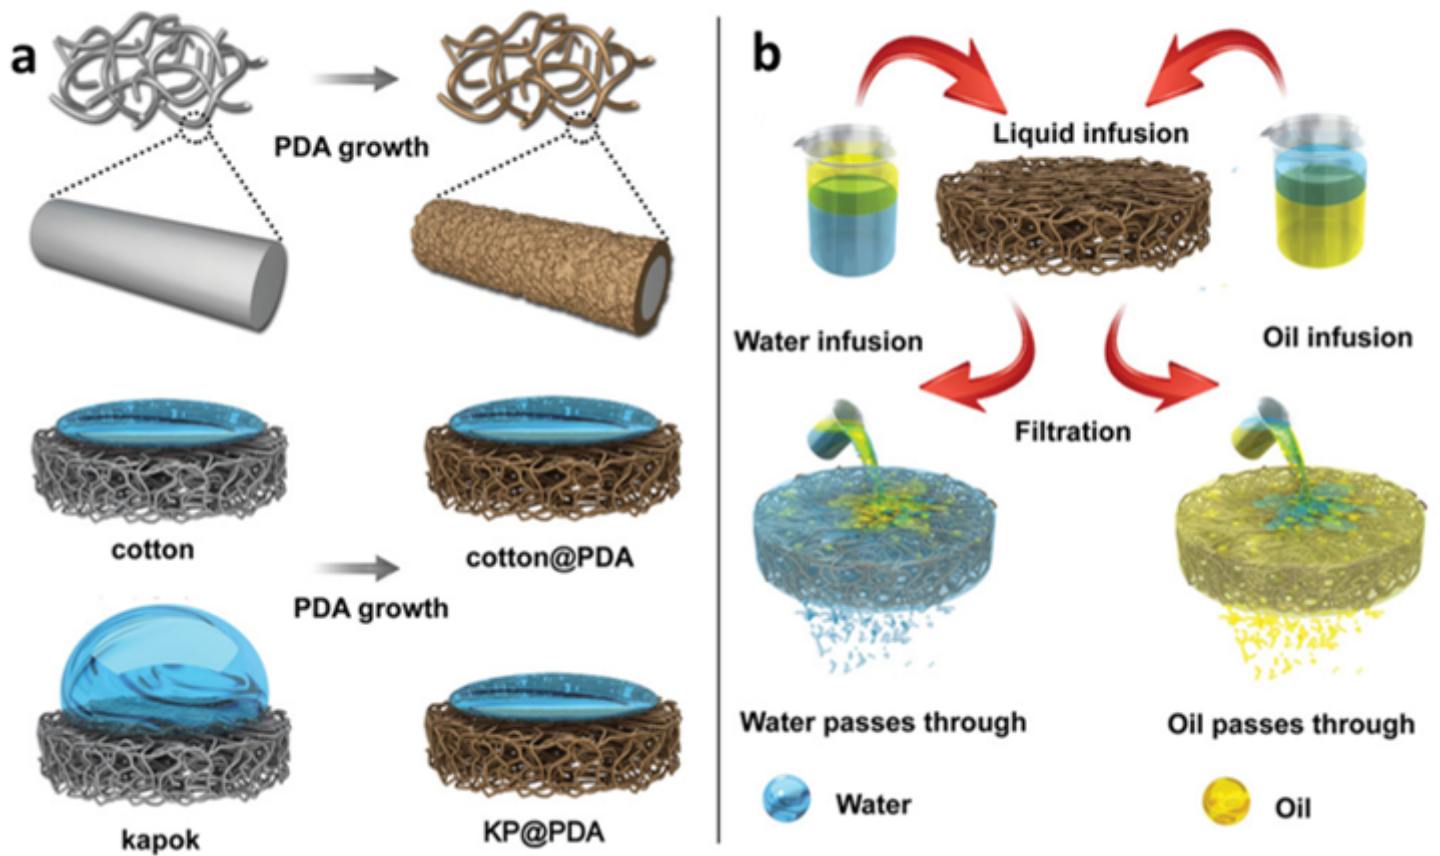 a
PDA growth
cotton
cotton@PDA
PDA growth
kapok
KP@PDA
b
Liquid infusion
Water infusion
Oil infusion
Filtration
Water passes through
Oil passes through
Water
Oil